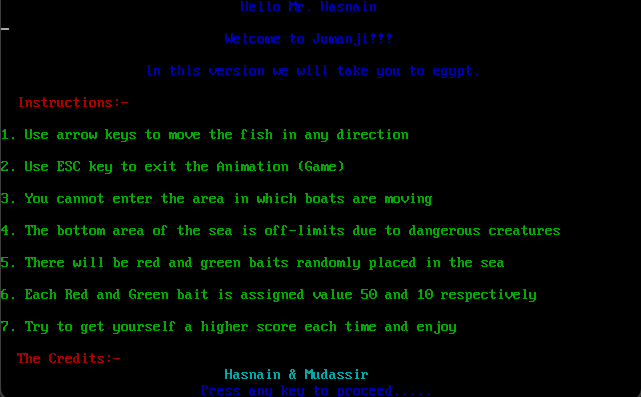 Hello Mr. Hasnain
Welcome to Jumanji!!!
In this version we will take you to egypt.
Instructions:-
1. Use arrow keys to move the fish in any direction
2. Use ESC key to exit the Animation (Game)
3. You cannot enter the area in which boats are moving
4. The bottom area of the sea is off-limits due to dangerous creatures
5. There will be red and green baits randomly placed in the sea
6. Each Red and Green bait is assigned value 50 and 10 respectively
7. Try to get yourself a higher score each time and enjoy
The Credits:-
Hasnain & Mudassir
Press any key to proceed.....